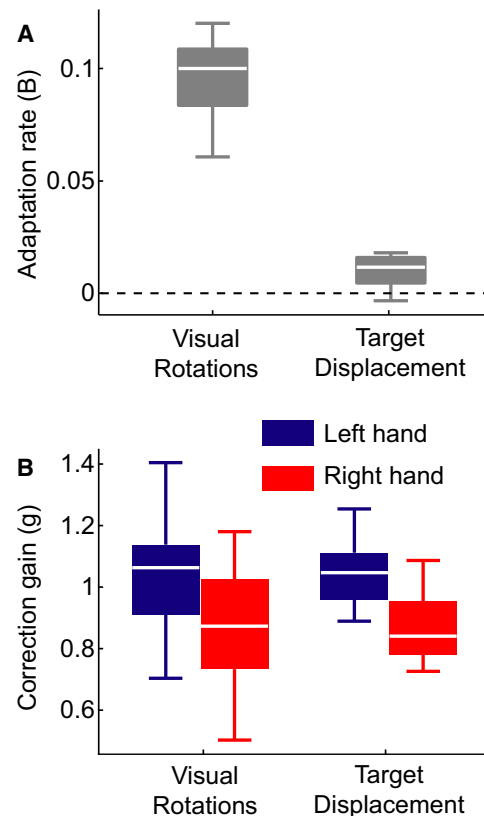 A
Adaptation rate (B)
0.1
0.05
0
Visual
Rotations
Target
Displacement
B
Left hand
Right hand
Correction gain (g)
1.4
1.2
1
0.8
0.6
Visual
Rotations
Target
Displacement